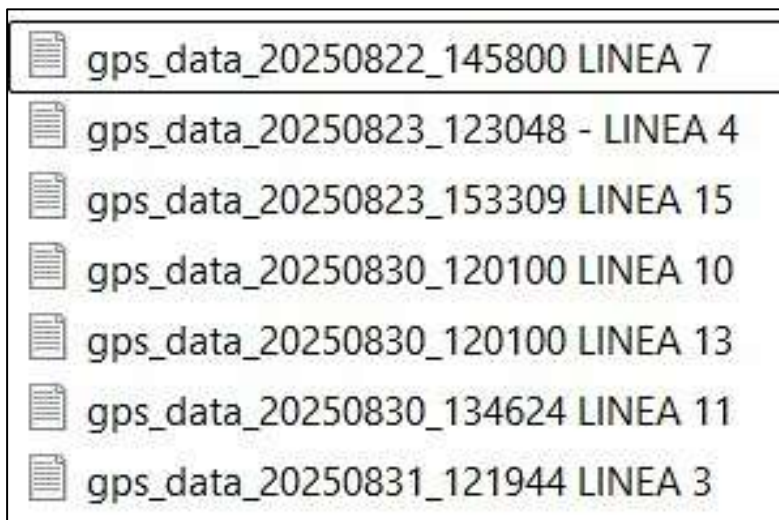 gps_data_20250822_145800 LINEA 7
gps_data_20250823_123048 - LINEA 4
gps_data_20250823_153309 LINEA 15
gps_data_20250830_120100 LINEA 10
gps_data_20250830_120100 LINEA 13
gps_data_20250830_134624 LINEA 11
gps_data_20250831_121944 LINEA 3